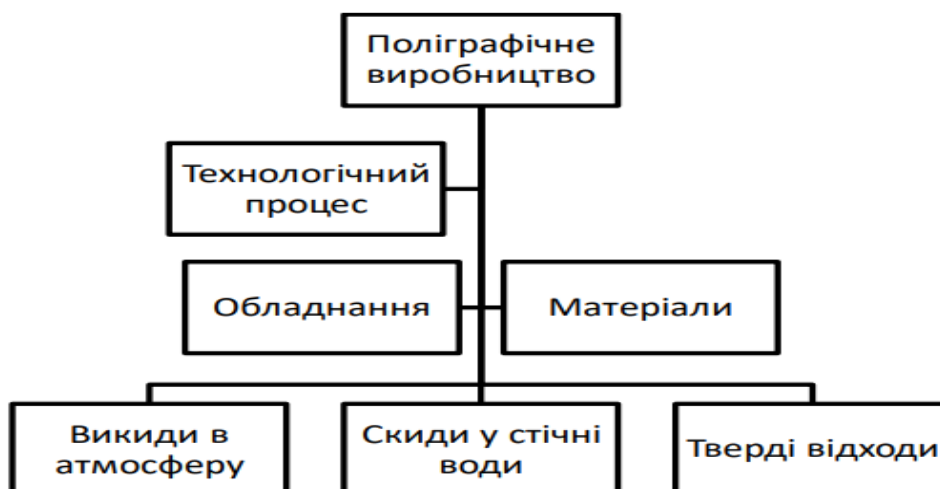 Поліграфічне
виробництво
Технологічний
процес
Обладнання
Матеріали
Викиди в
атмосферу
Скиди у стічні
води
Тверді відходи